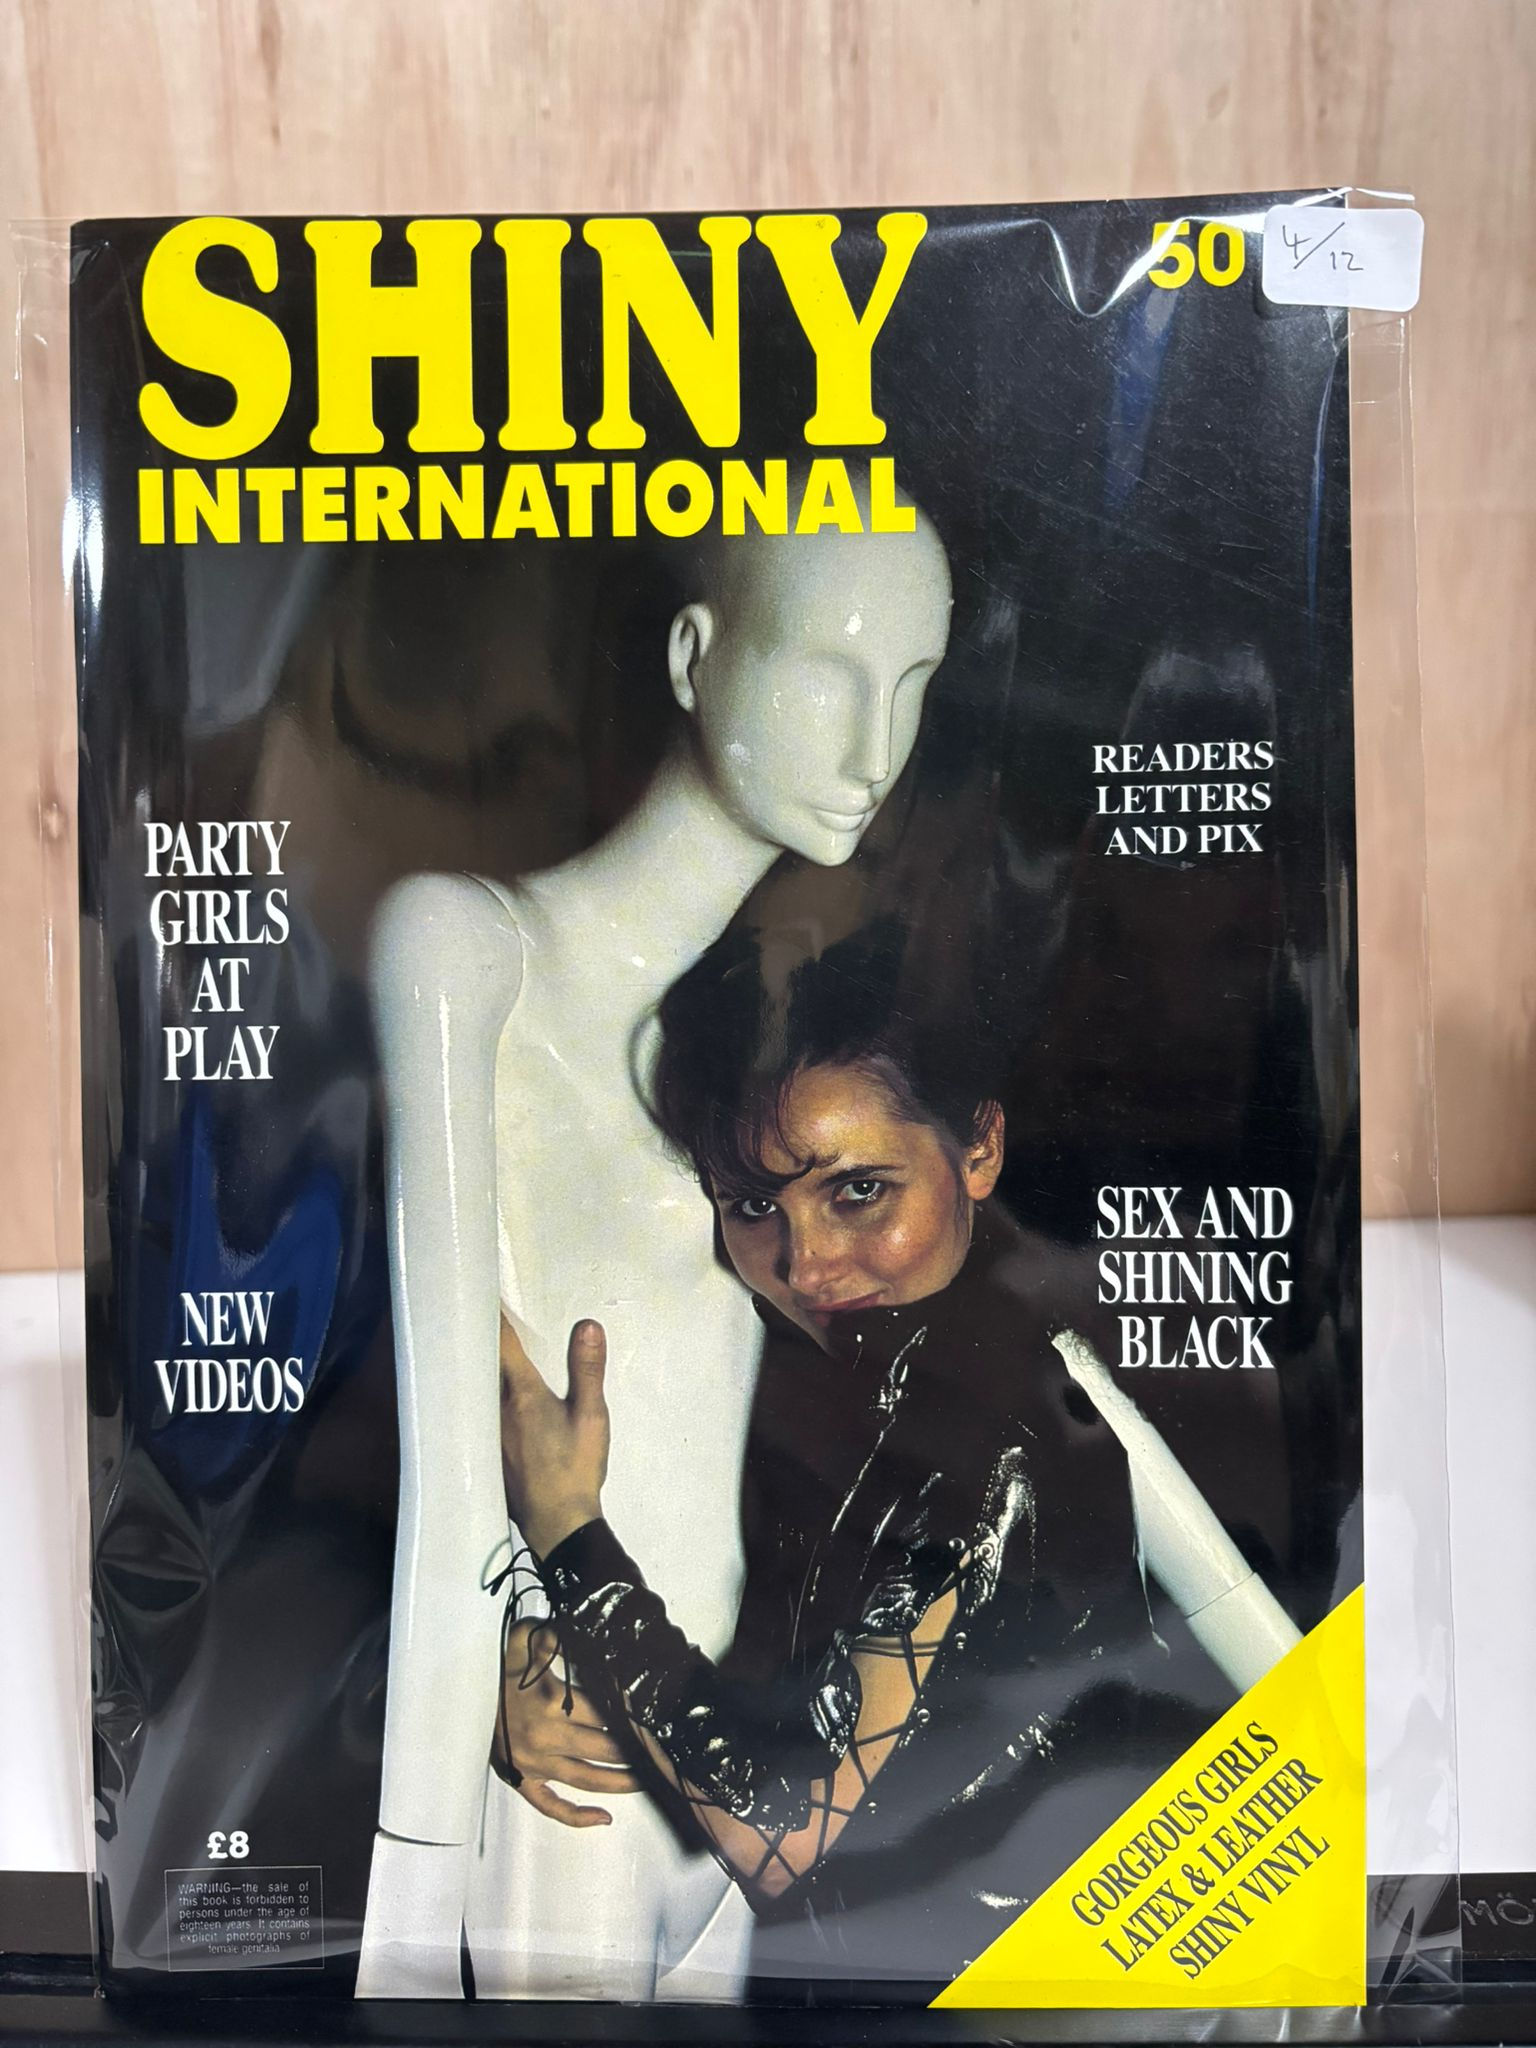 SHINY
INTERNATIONAL
50
4/12
READERS
LETTERS
AND PIX
PARTY
GIRLS
AT
PLAY
SEX AND
SHINING
BLACK
NEW
VIDEOS
GORGEOUS GIRLS
LATEX & LEATHER
SHINY VINYL
£8
WARNING—the sale of
this book is forbidden to
persons under the age of
eighteen years. It contains
explicit photographs of
female genitalia